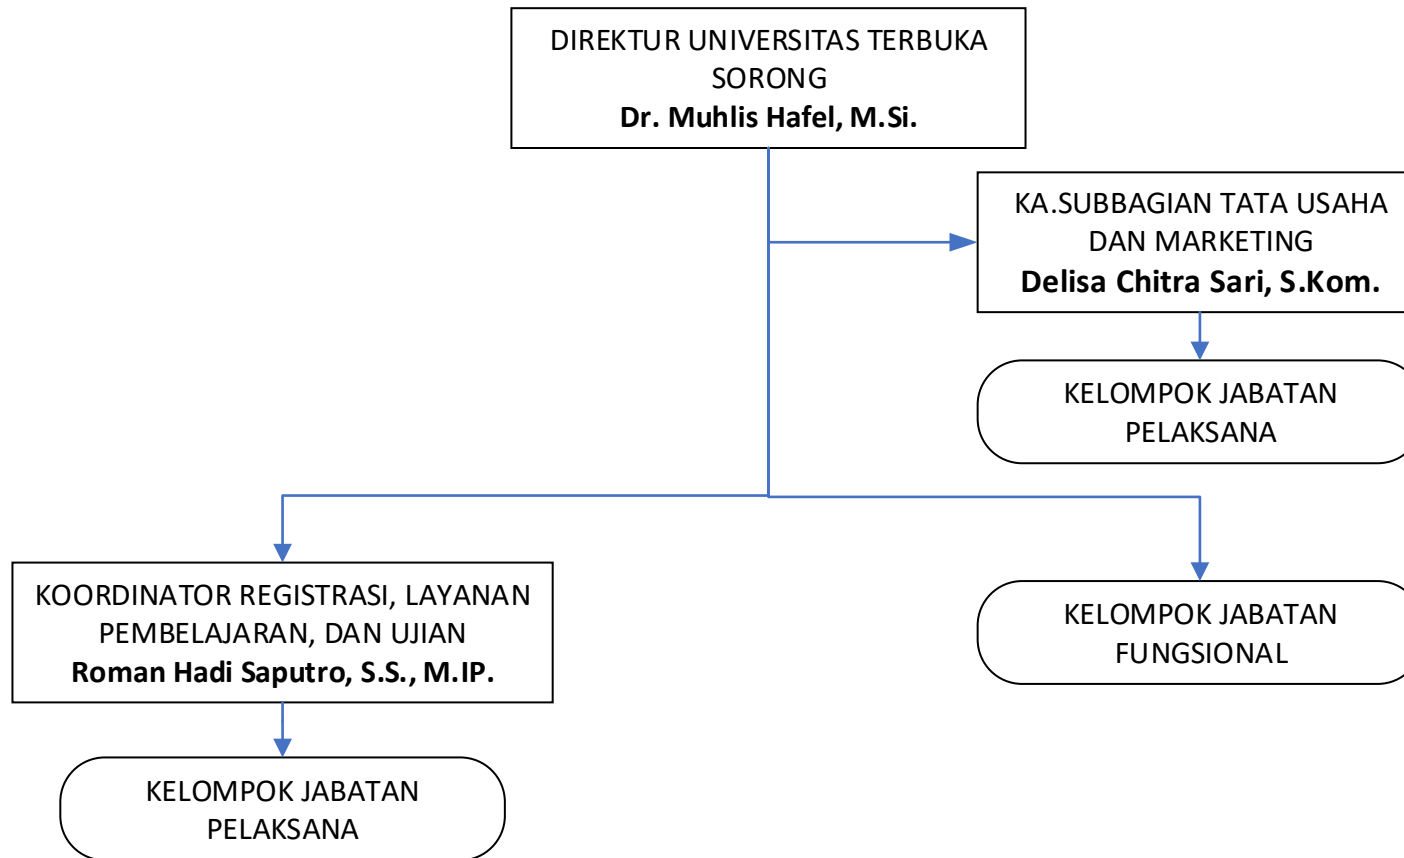 DIREKTUR UNIVERSITAS TERBUKA
SORONG
Dr. Muhlis Hafel, M.Si.
KA.SUBBAGIAN TATA USAHA
DAN MARKETING
Delisa Chitra Sari, S.Kom.
KELOMPOK JABATAN
PELAKSANA
KOORDINATOR REGISTRASI, LAYANAN
PEMBELAJARAN, DAN UJIAN
Roman Hadi Saputro, S.S., M.IP.
KELOMPOK JABATAN
FUNGSIONAL
KELOMPOK JABATAN
PELAKSANA